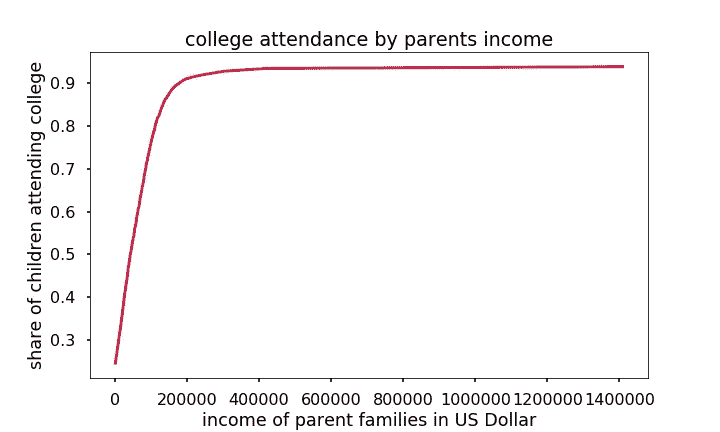 college attendance by parents income
share of children attending college
0.9
0.8
0.7
0.6
0.5
0.4
0.3
0 200000 400000 600000 800000 1000000 1200000 1400000
income of parent families in US Dollar